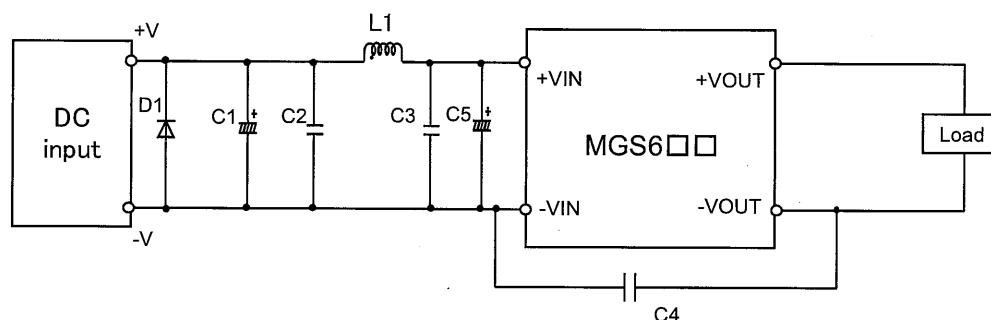 +V
L1
DC
input
D1
C1
+
C2
C3
C5
+
+VIN
+VOUT
MGS6□□
Load
-VIN
-VOUT
-V
C4